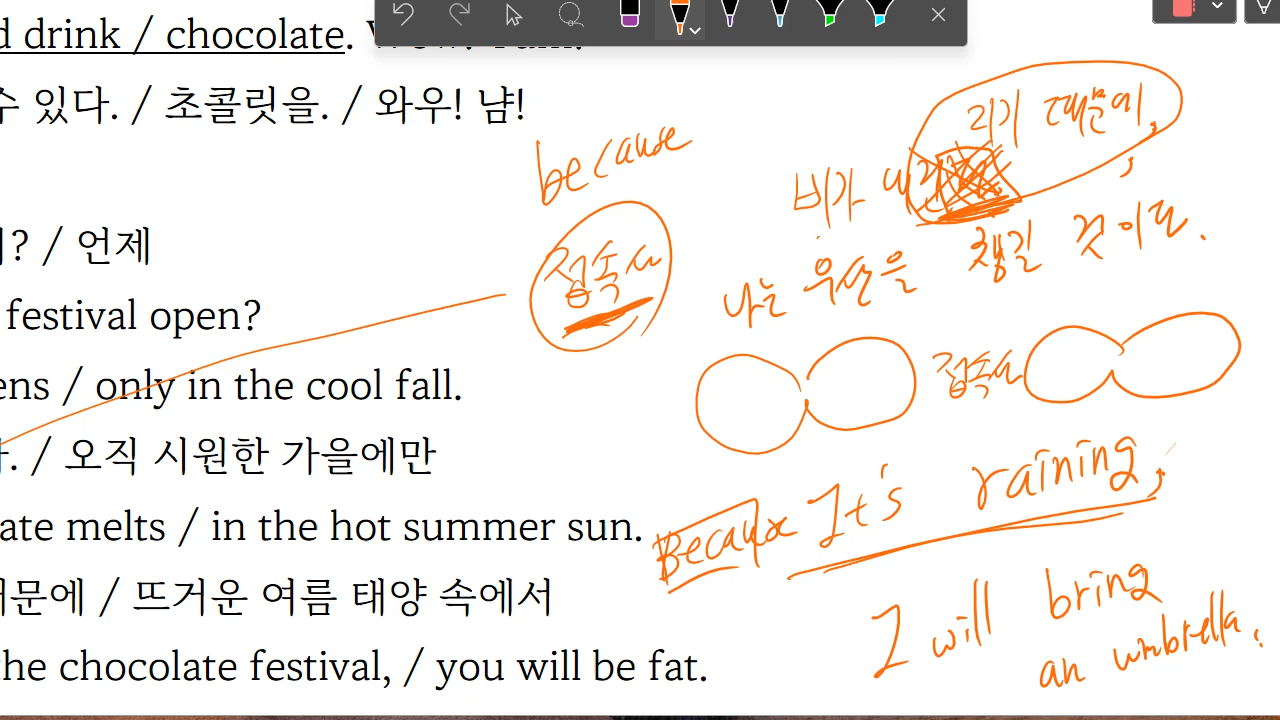 d drink / chocolate.
수 있다. / 초콜릿을. / 와우! 냠!
? / 언제
festival open?
ens / only in the cool fall.
. / 오직 시원한 가을에만
ate melts / in the hot summer sun.
때문에 / 뜨거운 여름 태양 속에서
the chocolate festival, / you will be fat.
because
접속사
리기 때문에,
비가 내
나는 우산을 챙길 것이다.
접속사
Because It's raining,
I will bring
an umbrella.